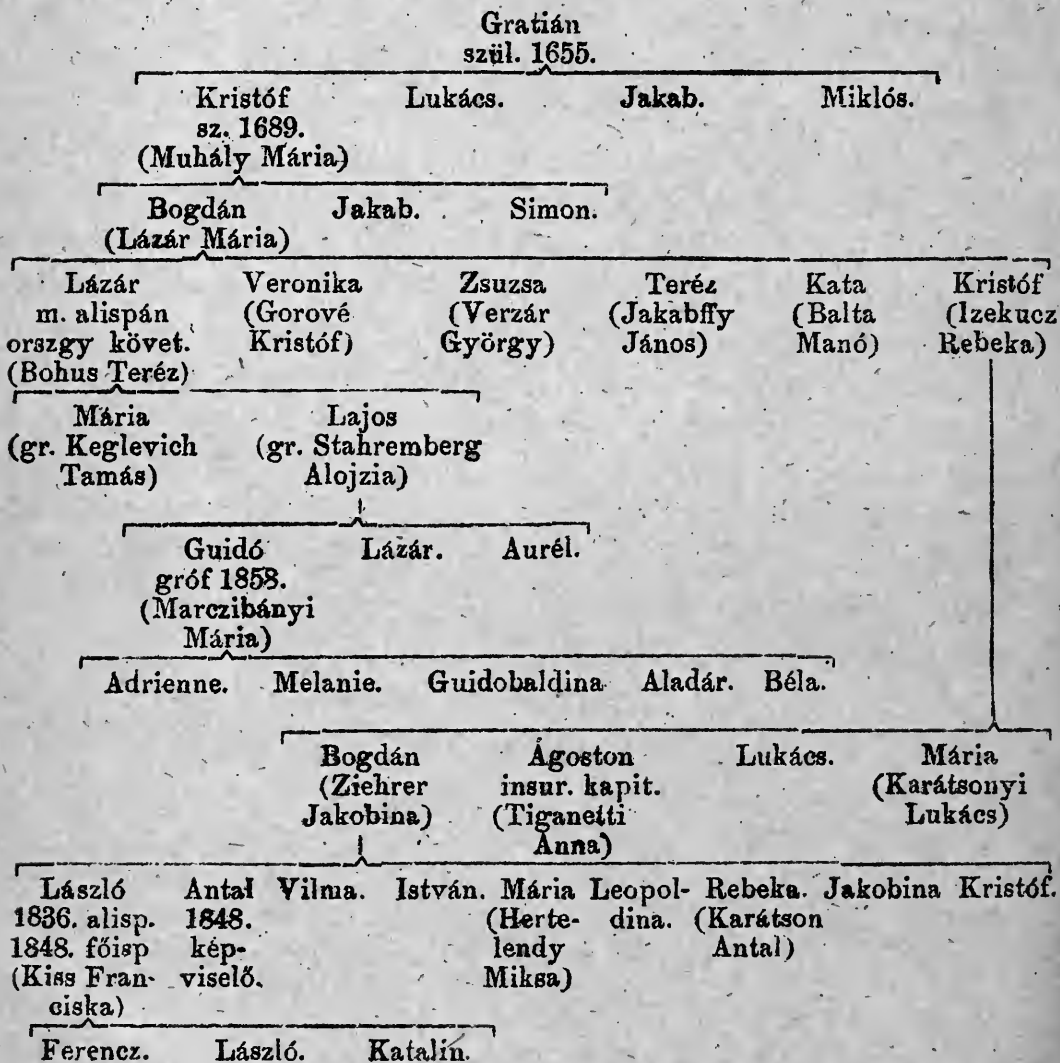 Gratián
szül. 1655.
Kristóf Lukács. Jakab. Miklós.
sz. 1689.
(Muhály Mária)
Bogdán Jakab. Simon.
(Lázár Mária)
Lázár Veronika Zsuzsa Teréz Kata Kristóf
m. alispán (Gorové (Verzár (Jakabffy (Balta (Izekucz
orszgy követ. Kristóf) György) János) Manó) Rebeka)
(Bohus Teréz)
Mária Lajos
(gr. Keglevich (gr. Stahremberg
Tamás) Alojzia)
Guidó Lázár. Aurél.
gróf 1858.
(Marczibányi
Mária)
Adrienne. Melanie. Guidobaldina Aladár. Béla.
Bogdán Ágoston Lukács. Mária
(Ziehrer insur. kapit. (Karátsonyi
Jakobina) (Tiganetti Lukács)
Anna)
László Antal Vilma. István. Mária Leopol- Rebeka. Jakobina Kristóf.
1836. alisp. 1848. (Herte- dina. (Karátson
1848. főisp kép- lendy Antal)
(Kiss Fran- viselő. Miksa)
ciska)
Ferencz. László. Katalin.